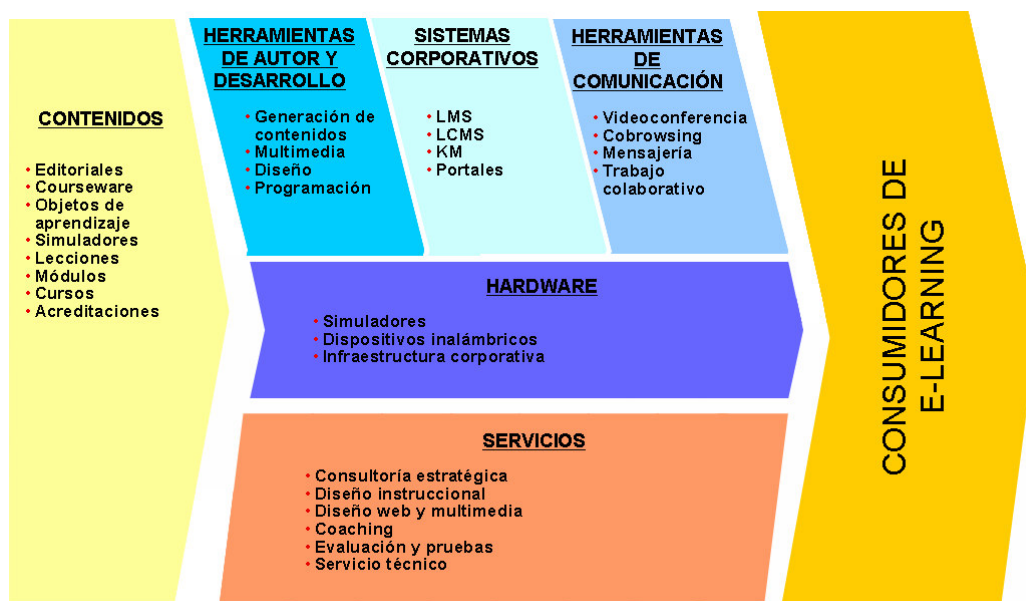 CONTENIDOS
• Editoriales
• Courseware
• Objetos de
aprendizaje
• Simuladores
• Lecciones
• Módulos
• Cursos
• Acreditaciones
HERRAMIENTAS
DE AUTOR Y
DESARROLLO
• Generación de
contenidos
• Multimedia
• Diseño
• Programación
SISTEMAS
CORPORATIVOS
• LMS
• LCMS
• KM
• Portales
HERRAMIENTAS
DE
COMUNICACIÓN
• Videoconferencia
• Cobrowsing
• Mensajería
• Trabajo
colaborativo
HARDWARE
• Simuladores
• Dispositivos inalámbricos
• Infraestructura corporativa
SERVICIOS
• Consultoría estratégica
• Diseño instruccional
• Diseño web y multimedia
• Coaching
• Evaluación y pruebas
• Servicio técnico
CONSUMIDORES DE
E-LEARNING